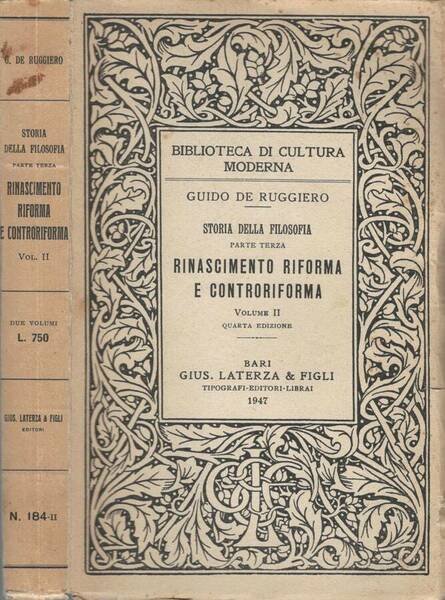 G. DE RUGGIERO
STORIA
DELLA FILOSOFIA
PARTE TERZA
RINASCIMENTO
RIFORMA
E CONTRORIFORMA
VOL. II
DUE VOLUMI
L. 750
GIUS. LATERZA & FIGLI
EDITORI
N. 184-II
BIBLIOTECA DI CULTURA
MODERNA
GUIDO DE RUGGIERO
STORIA DELLA FILOSOFIA
PARTE TERZA
RINASCIMENTO RIFORMA
E CONTRORIFORMA
VOLUME II
QUARTA EDIZIONE
BARI
GIUS. LATERZA & FIGLI
TIPOGRAFI-EDITORI-LIBRAI
1947